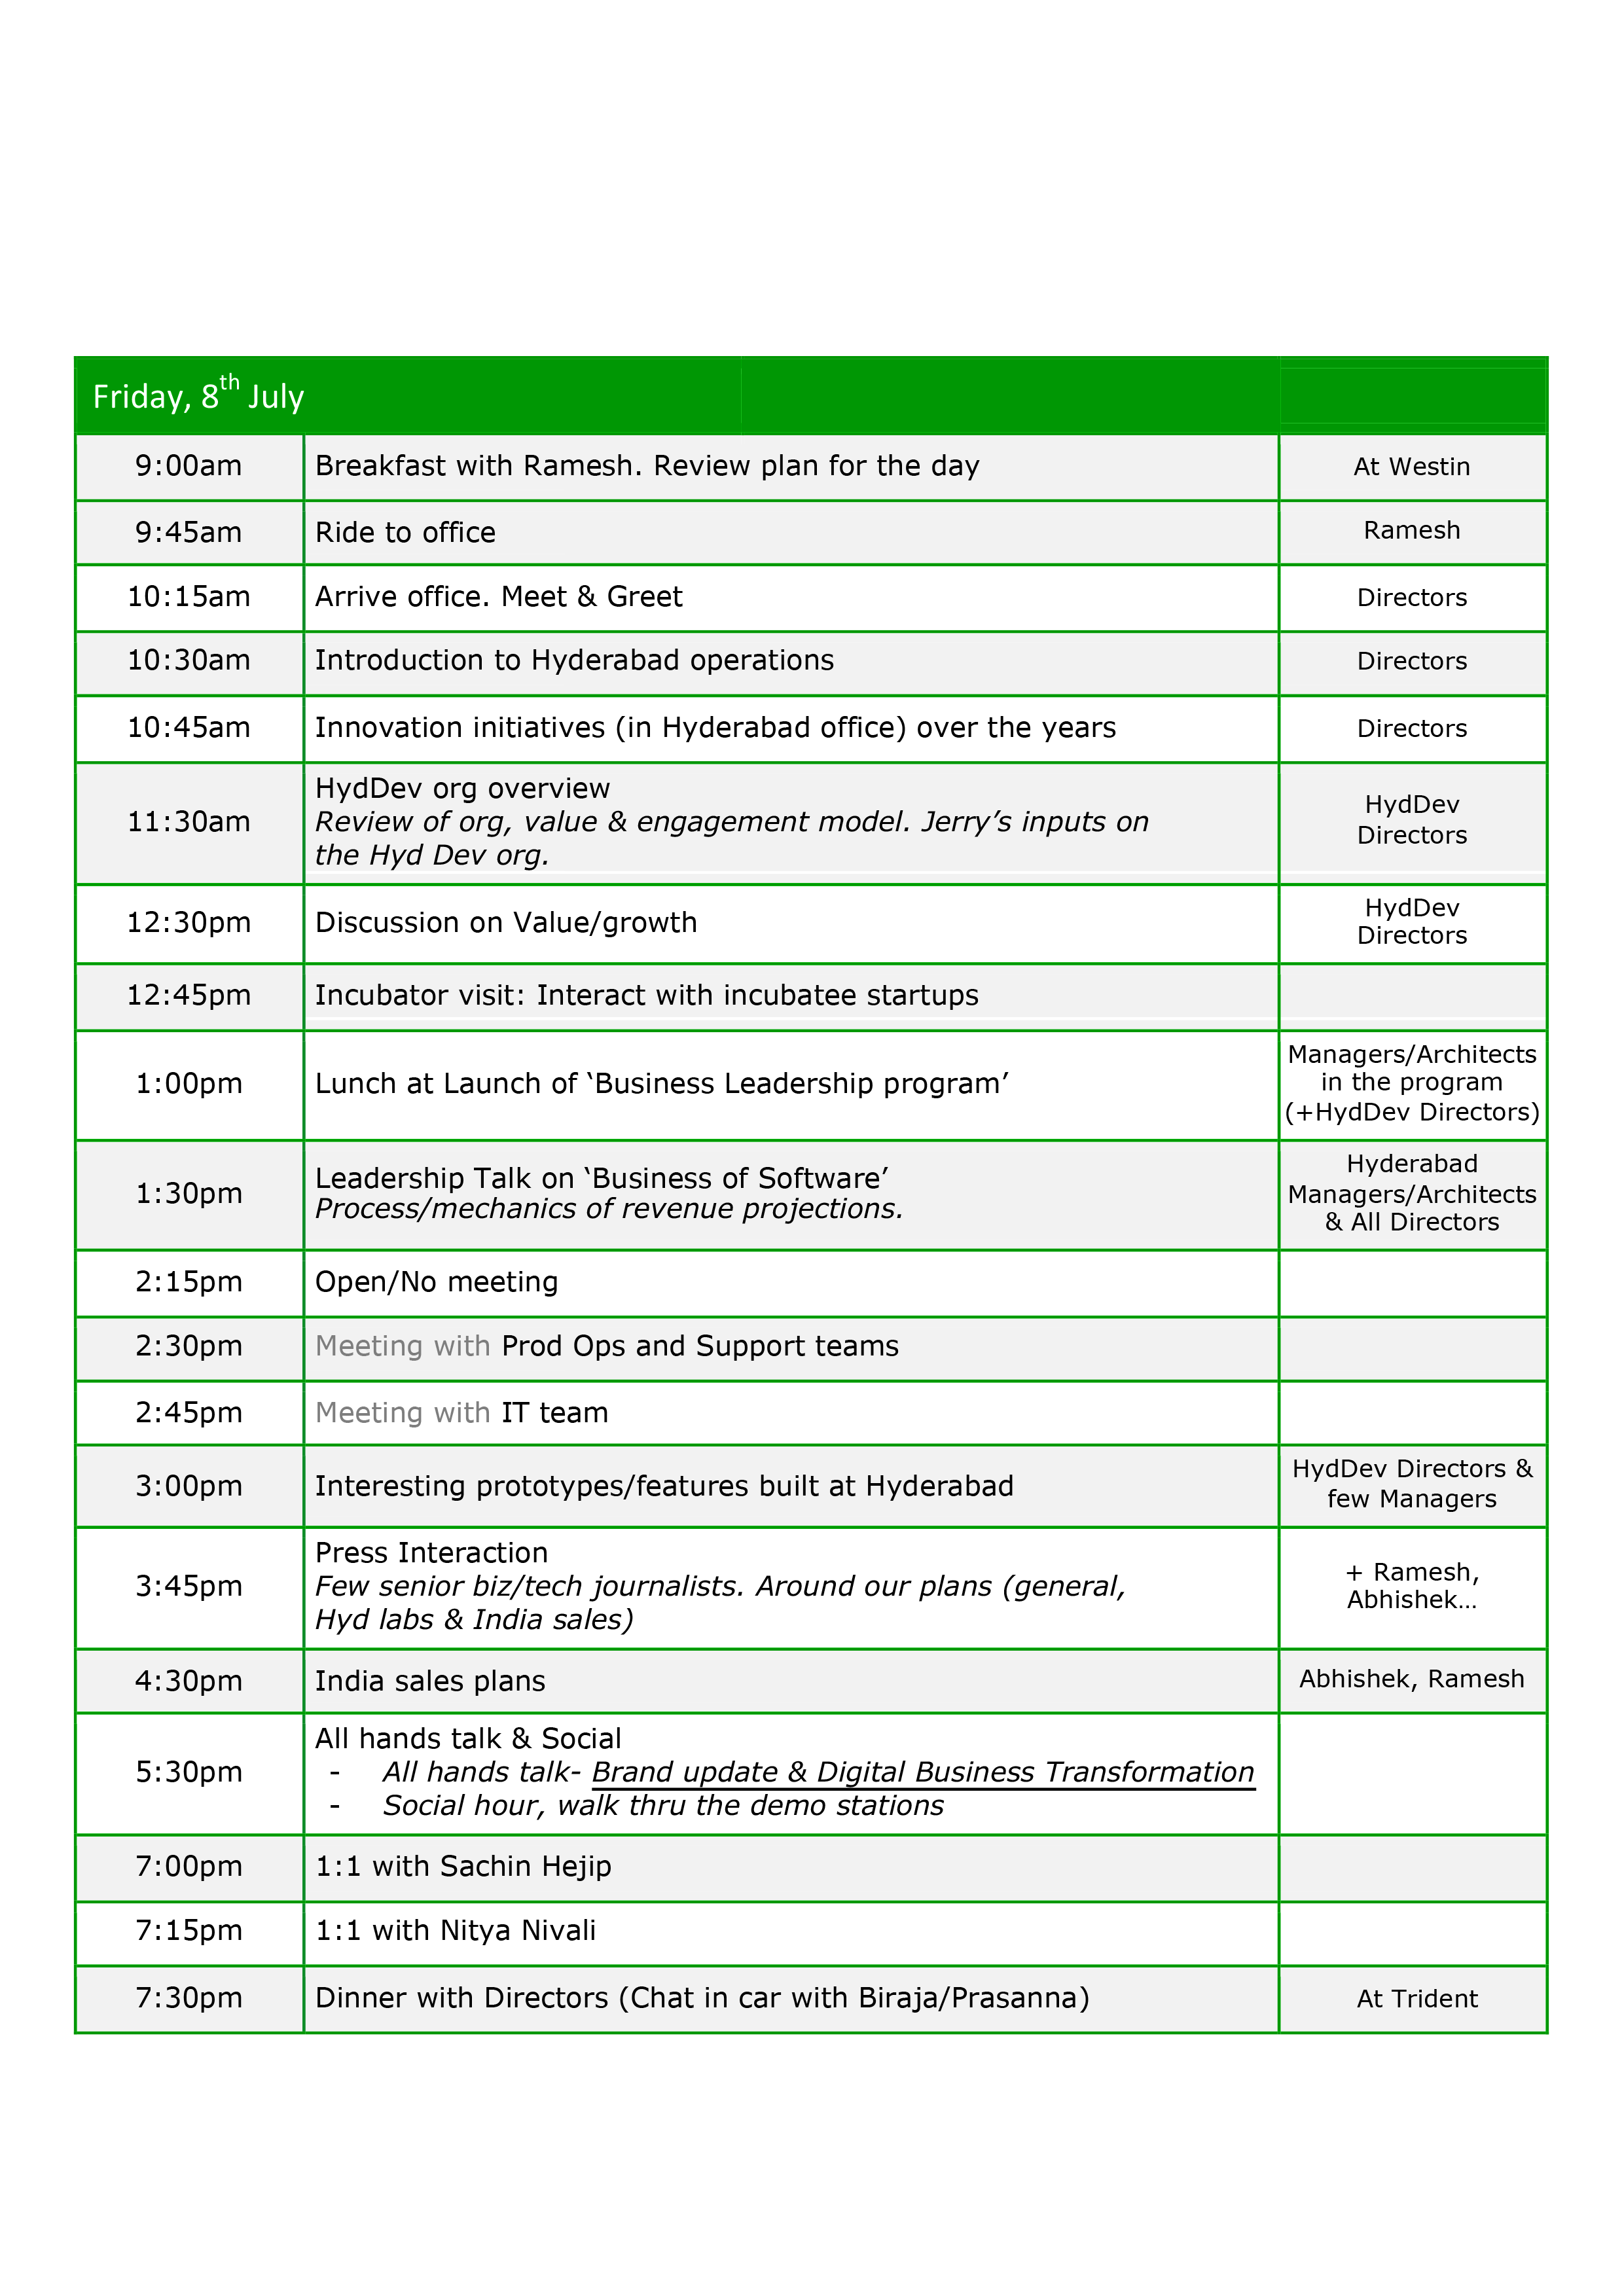 Friday, 8th July
9:00am Breakfast with Ramesh. Review plan for the day At Westin
9:45am Ride to office Ramesh
10:15am Arrive office. Meet & Greet Directors
10:30am Introduction to Hyderabad operations Directors
10:45am Innovation initiatives (in Hyderabad office) over the years Directors
11:30am
HydDev org overview
Review of org, value & engagement model. Jerry’s inputs on
the Hyd Dev org.
HydDev
Directors
12:30pm Discussion on Value/growth
HydDev
Directors
12:45pm Incubator visit: Interact with incubatee startups
1:00pm Lunch at Launch of ‘Business Leadership program’
Managers/Architects
in the program
(+HydDev Directors)
1:30pm
Leadership Talk on ‘Business of Software’
Process/mechanics of revenue projections.
Hyderabad
Managers/Architects
& All Directors
2:15pm Open/No meeting
2:30pm Meeting with Prod Ops and Support teams
2:45pm Meeting with IT team
3:00pm Interesting prototypes/features built at Hyderabad
HydDev Directors &
few Managers
3:45pm
Press Interaction
Few senior biz/tech journalists. Around our plans (general,
Hyd labs & India sales)
+ Ramesh,
Abhishek…
4:30pm India sales plans Abhishek, Ramesh
5:30pm
All hands talk & Social
- All hands talk- Brand update & Digital Business Transformation
- Social hour, walk thru the demo stations
7:00pm 1:1 with Sachin Hejip
7:15pm 1:1 with Nitya Nivali
7:30pm Dinner with Directors (Chat in car with Biraja/Prasanna) At Trident